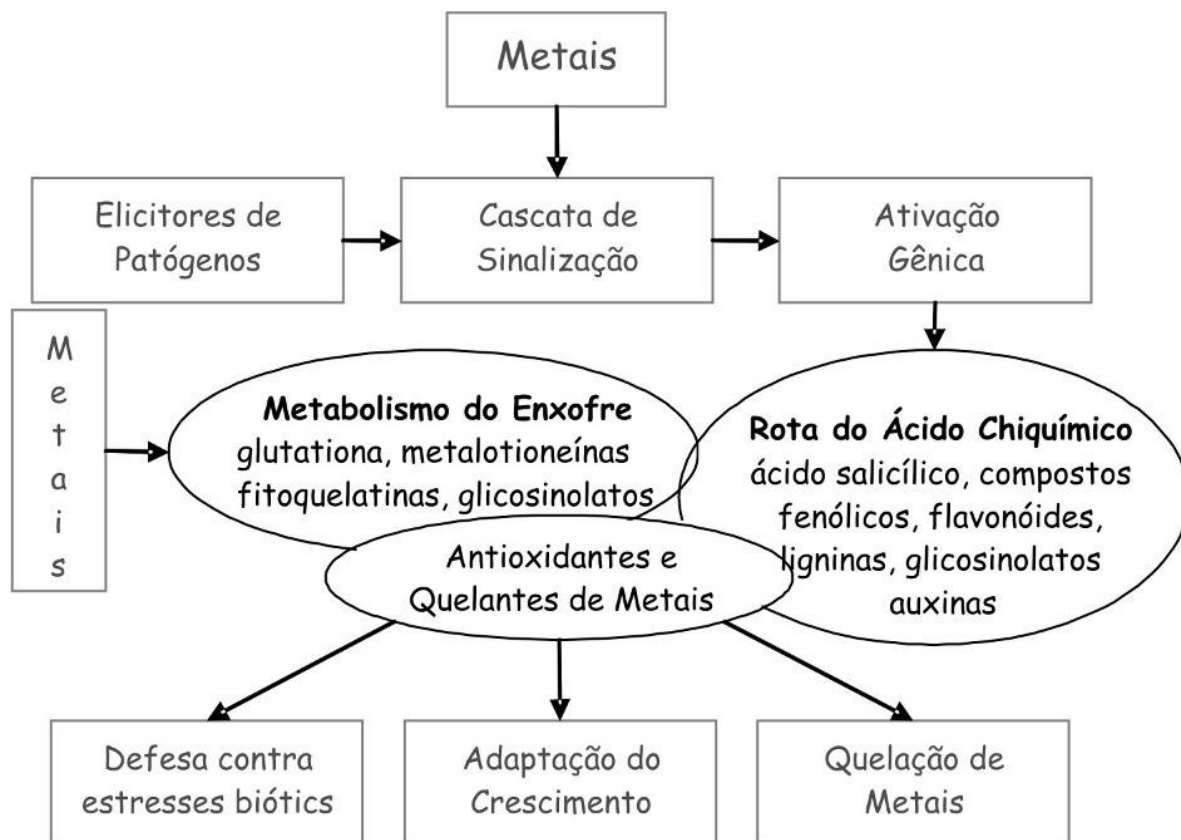 Metais
Elicitores de
Patógenos
Cascata de
Sinalização
Ativação
Gênica
M
e
t
a
i
s
Metabolismo do Enxofre
glutationa, metalotioneínas
fitoquelatinas, glicosinolatos
Rota do Ácido Chiquímico
ácido salicílico, compostos
fenólicos, flavonóides,
ligninas, glicosinolatos
auxinas
Antioxidantes e
Quelantes de Metais
Defesa contra
estresses biótics
Adaptação do
Crescimento
Quelação de
Metais